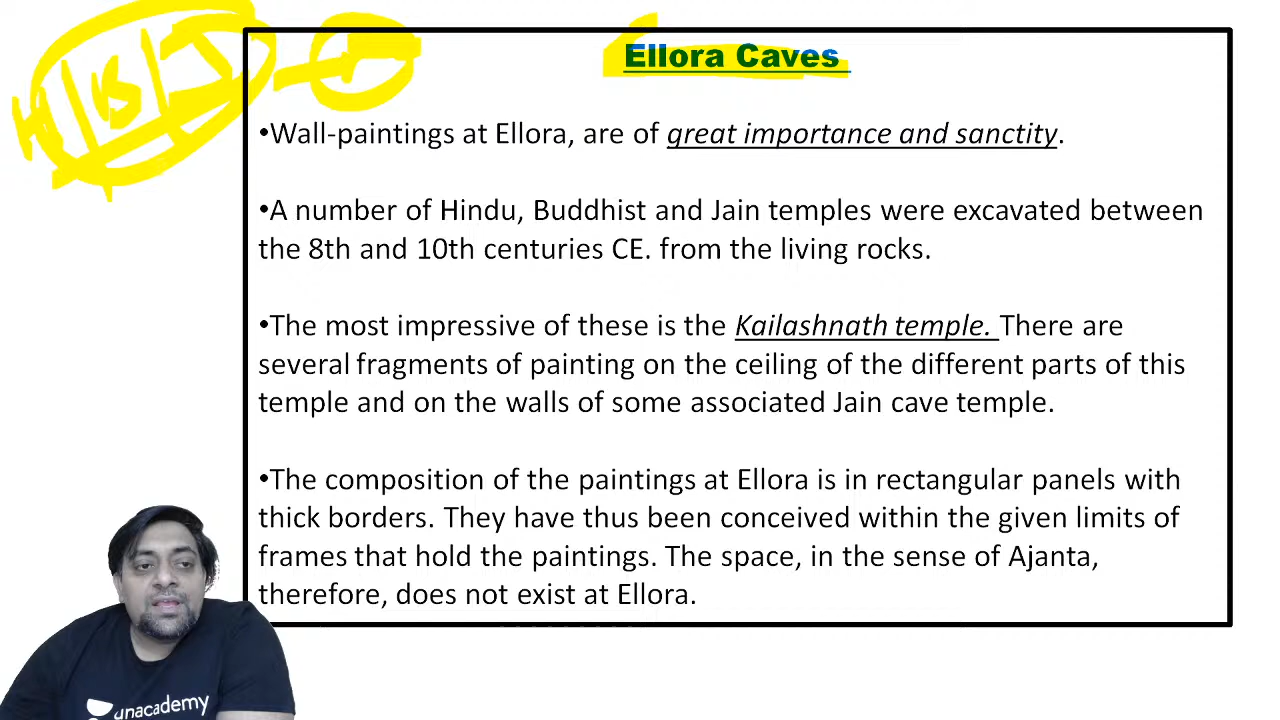 H B J
Ellora Caves
•Wall-paintings at Ellora, are of great importance and sanctity.
•A number of Hindu, Buddhist and Jain temples were excavated between
the 8th and 10th centuries CE. from the living rocks.
•The most impressive of these is the Kailashnath temple. There are
several fragments of painting on the ceiling of the different parts of this
temple and on the walls of some associated Jain cave temple.
•The composition of the paintings at Ellora is in rectangular panels with
thick borders. They have thus been conceived within the given limits of
frames that hold the paintings. The space, in the sense of Ajanta,
therefore, does not exist at Ellora.
unacademy